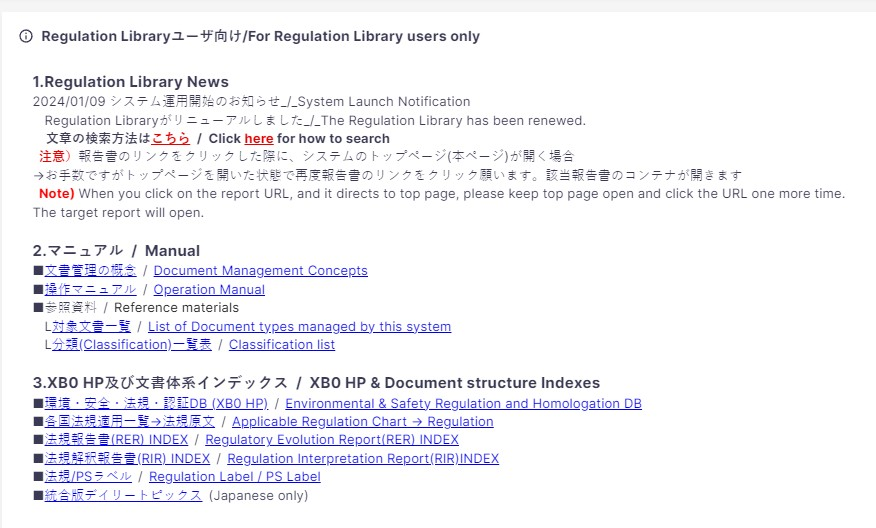 Regulation Libraryユーザ向け/For Regulation Library users only
1.Regulation Library News
2024/01/09 システム運用開始のお知らせ_/_System Launch Notification
Regulation Libraryがリニューアルしました_/_The Regulation Library has been renewed.
文章の検索方法はこちら / Click here for how to search
注意）報告書のリンクをクリックした際に、システムのトップページ(本ページ)が開く場合
→お手数ですがトップページを開いた状態で再度報告書のリンクをクリック願います。該当報告書のコンテナが開きます
Note) When you click on the report URL, and it directs to top page, please keep top page open and click the URL one more time.
The target report will open.
2.マニュアル / Manual
■文書管理の概念 / Document Management Concepts
■操作マニュアル / Operation Manual
■参照資料 / Reference materials
L対象文書一覧 / List of Document types managed by this system
L分類(Classification)一覧表 / Classification list
3.XB0 HP及び文書体系インデックス / XB0 HP & Document structure Indexes
■環境・安全・法規・認証DB (XB0 HP) / Environmental & Safety Regulation and Homologation DB
■各国法規適用一覧→法規原文 / Applicable Regulation Chart → Regulation
■法規報告書(RER) INDEX / Regulatory Evolution Report(RER) INDEX
■法規解釈報告書(RIR) INDEX / Regulation Interpretation Report(RIR)INDEX
■法規/PSラベル / Regulation Label / PS Label
■統合版デイリートピックス (Japanese only)